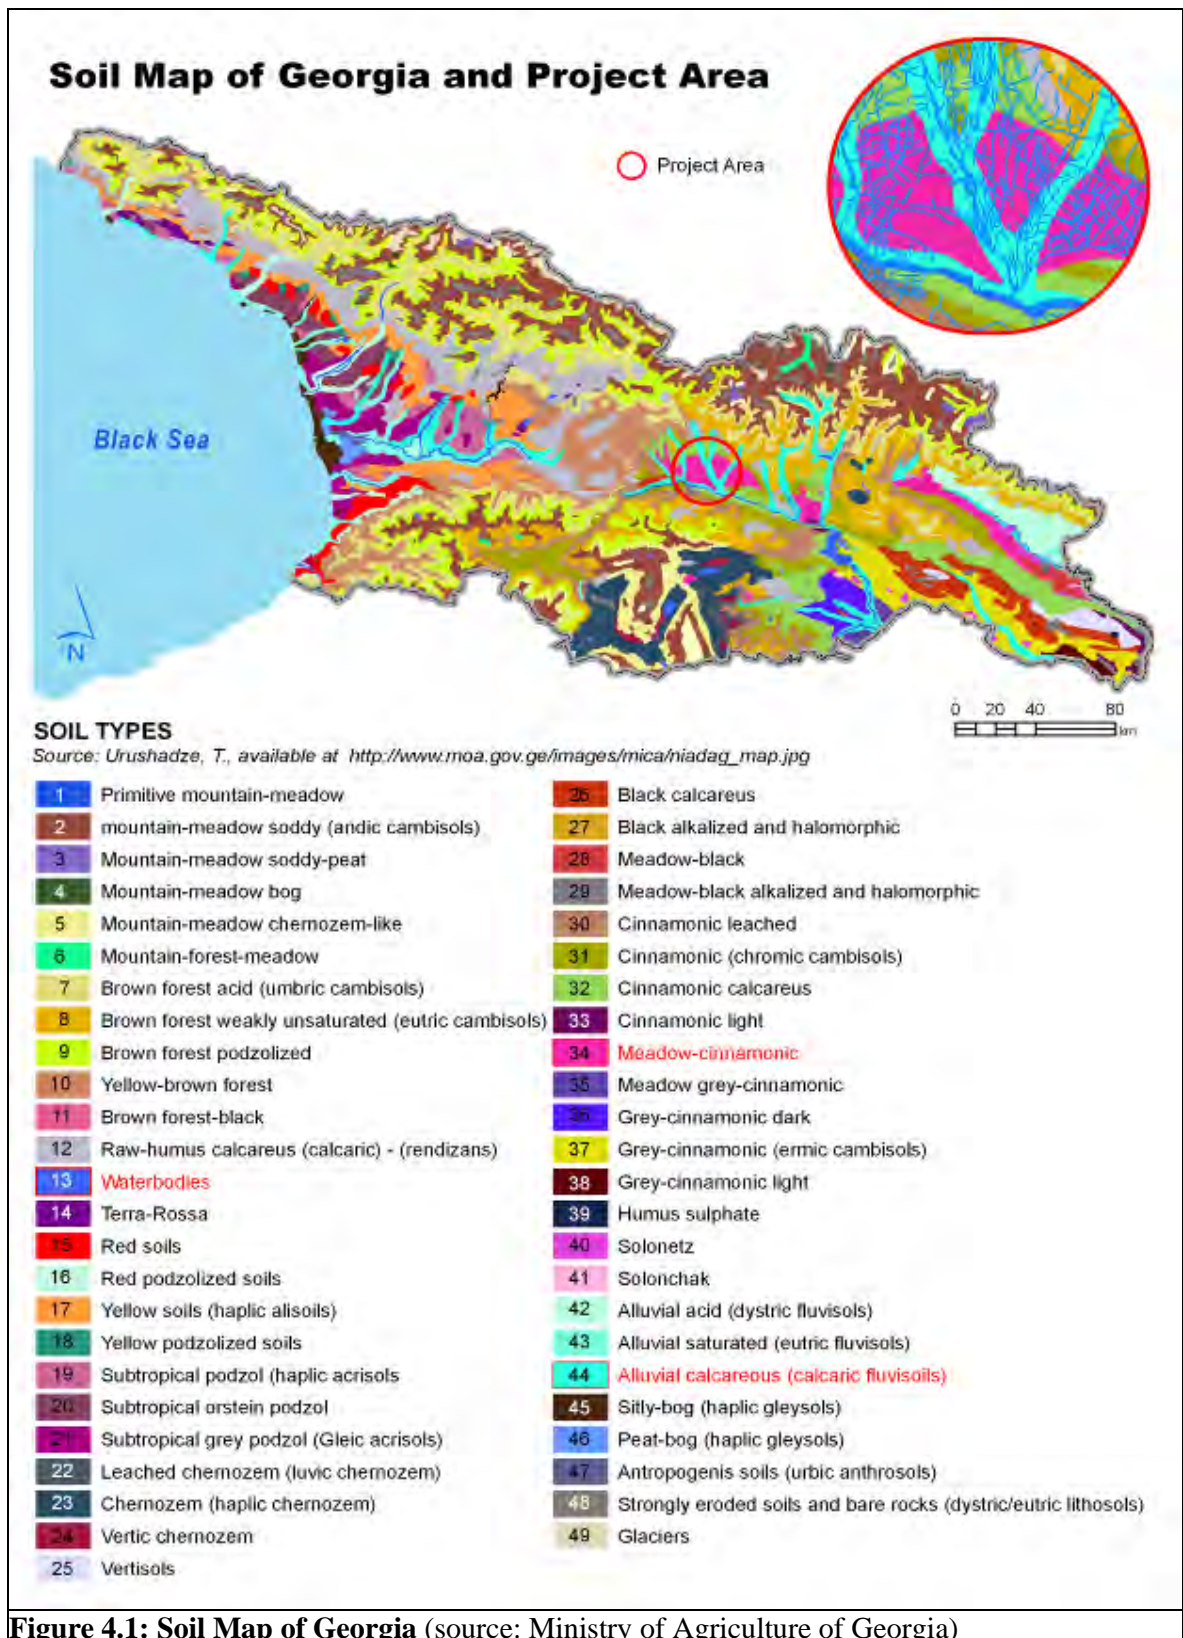 Soil Map of Georgia and Project Area
Project Area
Black Sea
N
0 20 40 80
km
SOIL TYPES
Source: Urushadze, T., available at http://www.moa.gov.ge/images/mica/niadag_map.jpg
1 Primitive mountain-meadow
2 mountain-meadow soddy (andic cambisols)
3 Mountain-meadow soddy-peat
4 Mountain-meadow bog
5 Mountain-meadow chernozem-like
6 Mountain-forest-meadow
7 Brown forest acid (umbric cambisols)
8 Brown forest weakly unsaturated (eutric cambisols)
9 Brown forest podzolized
10 Yellow-brown forest
11 Brown forest-black
12 Raw-humus calcareus (calcaric) - (rendizans)
13 Waterbodies
14 Terra-Rossa
15 Red soils
16 Red podzolized soils
17 Yellow soils (haplic alisoils)
18 Yellow podzolized soils
19 Subtropical podzol (haplic acrisols
20 Subtropical orstein podzol
21 Subtropical grey podzol (Gleic acrisols)
22 Leached chernozem (luvic chernozem)
23 Chernozem (haplic chernozem)
24 Vertic chernozem
25 Vertisols
26 Black calcareus
27 Black alkalized and halomorphic
28 Meadow-black
29 Meadow-black alkalized and halomorphic
30 Cinnamonic leached
31 Cinnamonic (chromic cambisols)
32 Cinnamonic calcareus
33 Cinnamonic light
34 Meadow-cinnamonic
35 Meadow grey-cinnamonic
36 Grey-cinnamonic dark
37 Grey-cinnamonic (ermic cambisols)
38 Grey-cinnamonic light
39 Humus sulphate
40 Solonetz
41 Solonchak
42 Alluvial acid (dystric fluvisols)
43 Alluvial saturated (eutric fluvisols)
44 Alluvial calcareous (calcaric fluvisoils)
45 Sitly-bog (haplic gleysols)
46 Peat-bog (haplic gleysols)
47 Antropogenis soils (urbic anthrosols)
48 Strongly eroded soils and bare rocks (dystric/eutric lithosols)
49 Glaciers
Figure 4.1: Soil Map of Georgia (source: Ministry of Agriculture of Georgia)